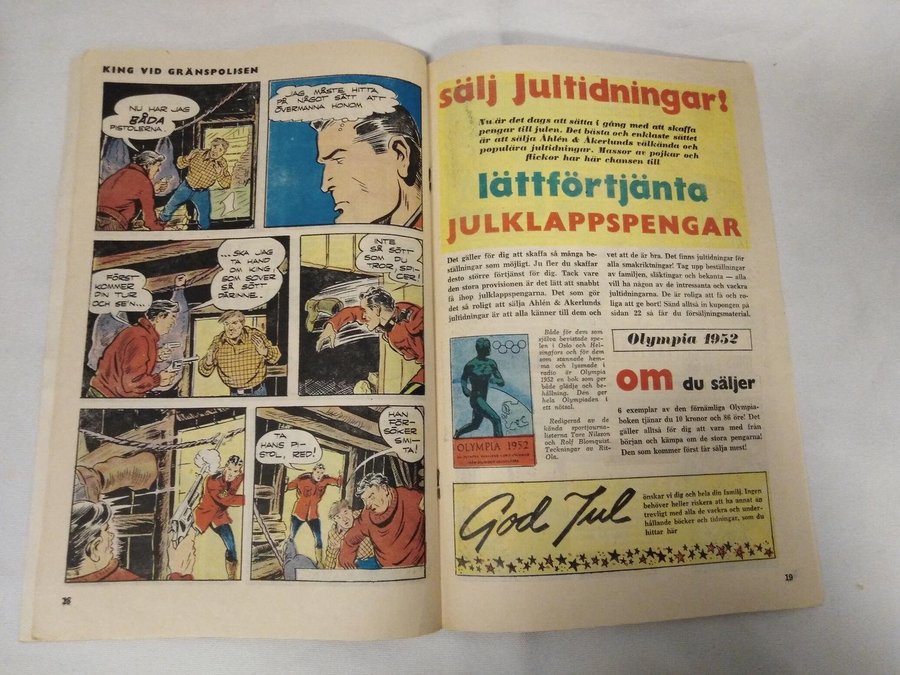 KING VID GRÄNSPOLISEN
NU HAR JAG
BÅDA
PISTOLERNA.
JAG MÅSTE HITTA
PÅ NÅGOT SÄTT ATT
ÖVERMANNA HONOM
FÖRST
KOMMER
DIN TUR
OCH SE'N...
...SKA JAG
TA HAND
OM KING
SOM SOVER
SÅ SÖTT
DÄRINNE.
INTE
SÅ SÖTT
SOM DU
TROR, SPI-
CER!
TA
HANS PI-
STOL, RED!
HAN
FÖR-
SÖKER
SMI-
TA!
sälj Jultidningar!
Nu är det dags att sätta i gång med att skaffa
pengar till julen. Det bästa och enklaste sättet
är att sälja Åhlén & Åkerlunds välkända och
populära jultidningar. Massor av pojkar och
flickor har här chansen till
lättförtjänta
JULKLAPPSPENGAR
Det gäller för dig att skaffa så många be-
ställningar som möjligt. Ju fler du skaffar
desto större förtjänst för dig. Tack vare
den stora provisionen är det lätt att snabbt
få ihop julklappspengarna. Det som gör
det så roligt att sälja Åhlén & Åkerlunds
jultidningar är att alla känner till dem och
vet att de är bra. Det finns jultidningar för
alla smakriktningar! Tag upp beställningar
av familjen, släktingar och bekanta — alla
vill ha någon av de intressanta och vackra
jultidningarna. De är roliga att få och ro-
liga att ge bort! Sänd alltså in kupongen på
sidan 22 så får du försäljningsmaterial.
OLYMPIA 1952
Både för dem som
själva bevistade spe-
len i Oslo och Hel-
singfors och för dem
som stannade hem-
ma och lyssnade i
radio är Olympia
1952 en bok som ger
både glädje och be-
hållning. Den ger
hela Olympiaden i
ett nötsal.
Redigerad av de
kända sportjourna-
listerna Tore Nilsson
och Rolf Blomquist.
Teckningar av Rit-
Ola.
Olympia 1952
om du säljer
6 exemplar av den förnämliga Olympia-
boken tjänar du 10 kronor och 86 öre! Det
gäller alltså för dig att vara med från
början och kämpa om de stora pengarna!
Den som kommer först får sälja mest!
God Jul
önskar vi dig och hela din familj. Ingen
behöver heller riskera att ha annat än
trevligt med alla de vackra och under-
hållande böcker och tidningar, som du
hittar här
19